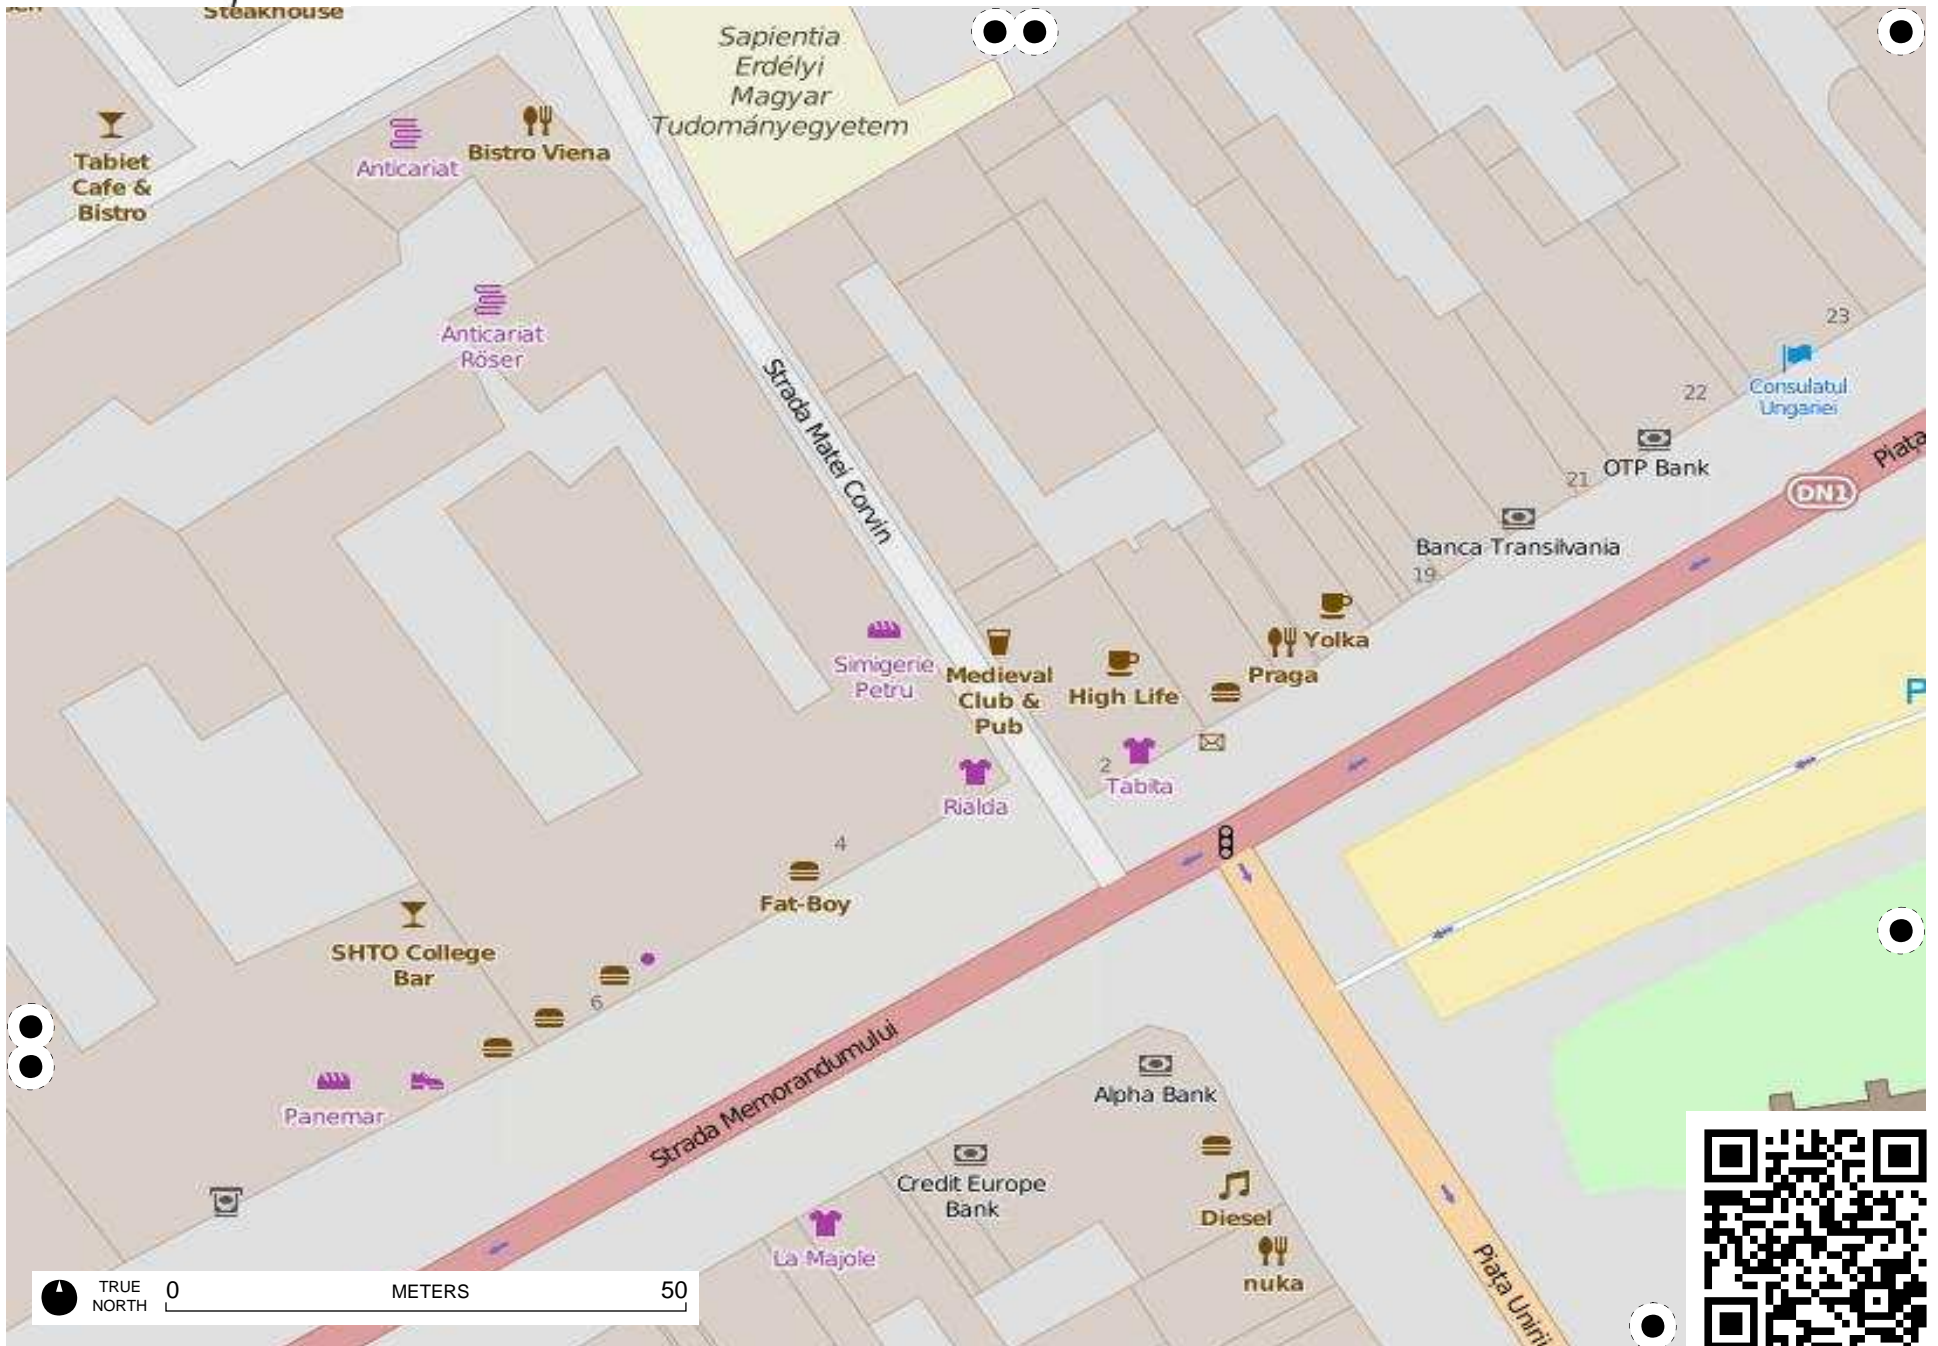 Steakhouse
Sapientia
Erdélyi
Magyar
Tudományegyetem
Tabiet
Cafe &
Bistro
Anticariat
Bistro Viena
Anticariat
Röser
Strada Matei Corvin
23
Consulatul
Ungariei
22
OTP Bank
21
Piața
DN1
Banca Transilvania
19
Yolka
Praga
Simigerie
Petru
Medieval
Club &
Pub
High Life
P
2
Tabita
Rialda
4
Fat-Boy
SHTO College
Bar
6
Strada Memorandumului
Panemar
Alpha Bank
Credit Europe
Bank
Diesel
La Majole
nuka
Piața Unirii
TRUE
NORTH
0 METERS 50